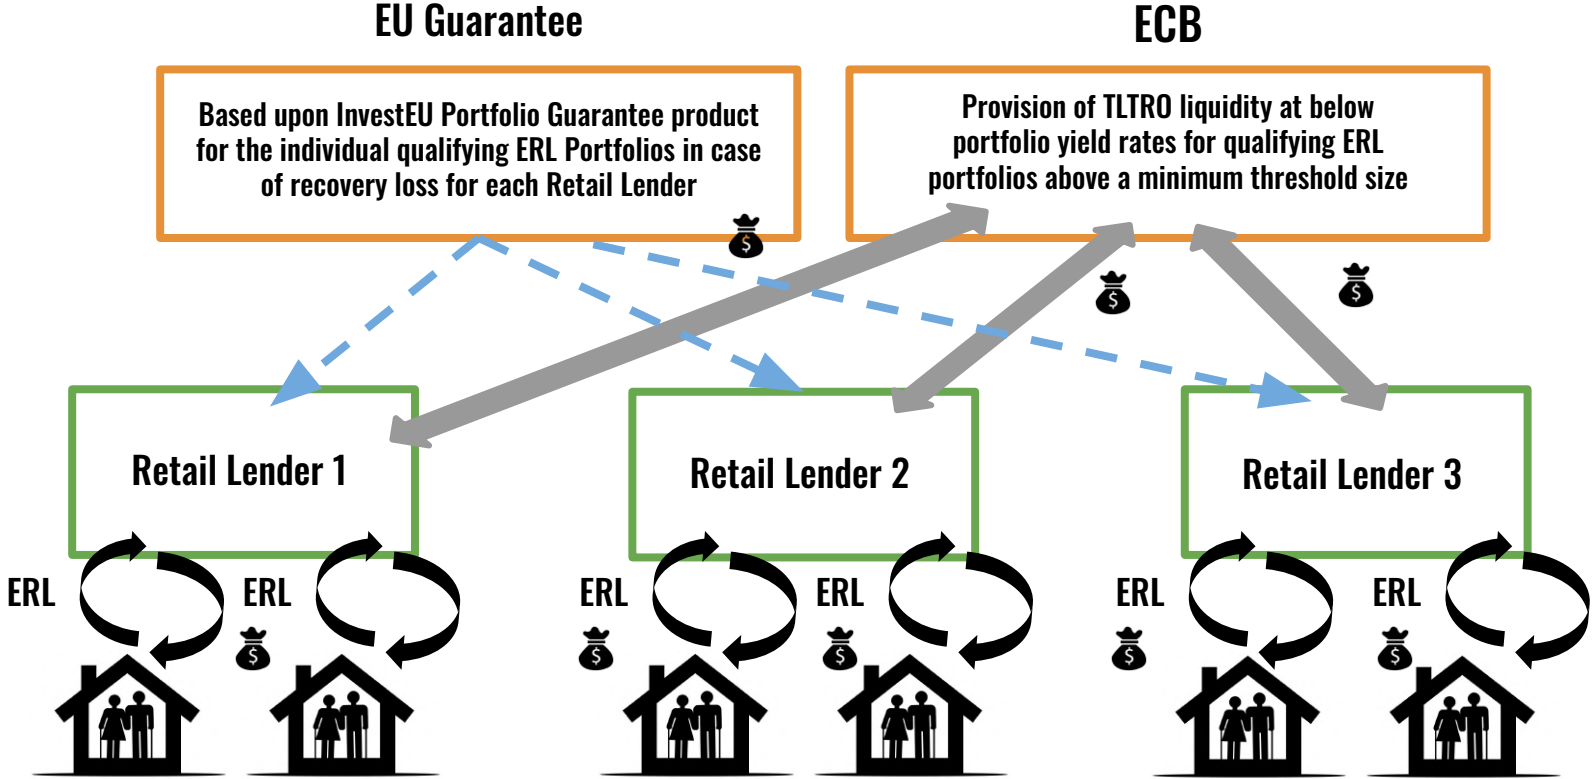 EU Guarantee
ECB
Based upon InvestEU Portfolio Guarantee product
for the individual qualifying ERL Portfolios in case
of recovery loss for each Retail Lender
Provision of TLTRO liquidity at below
portfolio yield rates for qualifying ERL
portfolios above a minimum threshold size
$
$
$
Retail Lender 1
Retail Lender 2
Retail Lender 3
ERL
ERL
ERL
ERL
ERL
ERL
$
$
$
$
$